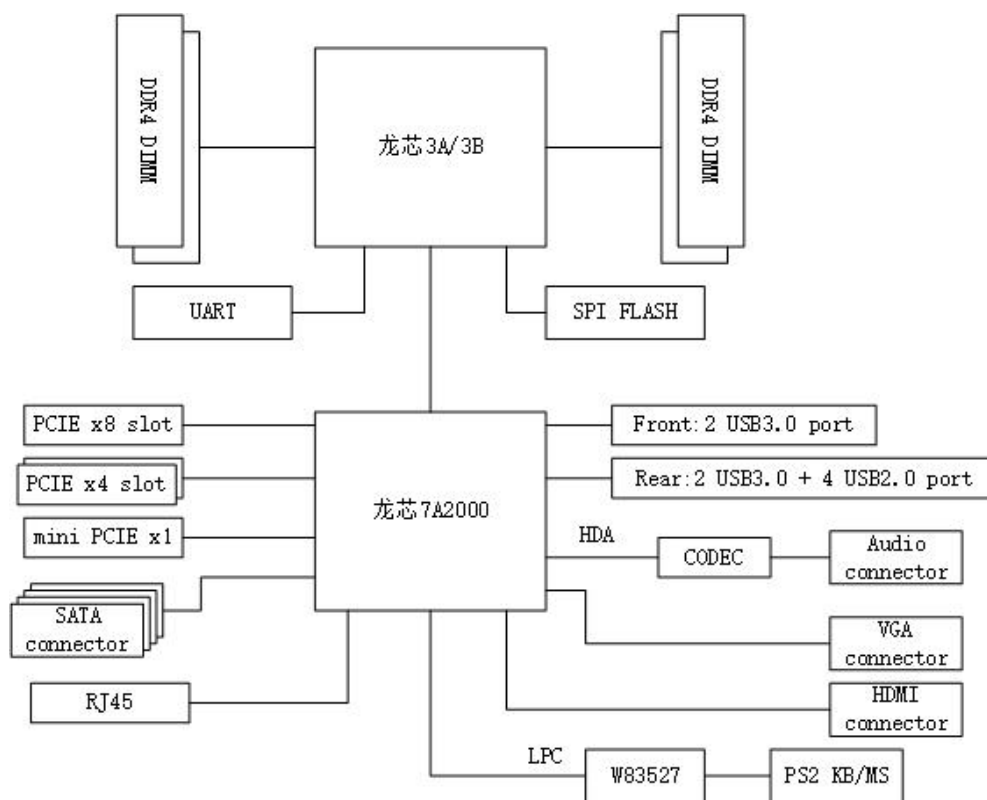 DDR4 DIMM
龙芯3A/3B
DDR4 DIMM
UART
SPI FLASH
PCIE x8 slot
Front:2 USB3.0 port
PCIE x4 slot
Rear:2 USB3.0 + 4 USB2.0 port
龙芯7A2000
mini PCIE x1
HDA
CODEC
Audio
connector
SATA
connector
VGA
connector
RJ45
HDMI
connector
LPC
W83527
PS2 KB/MS